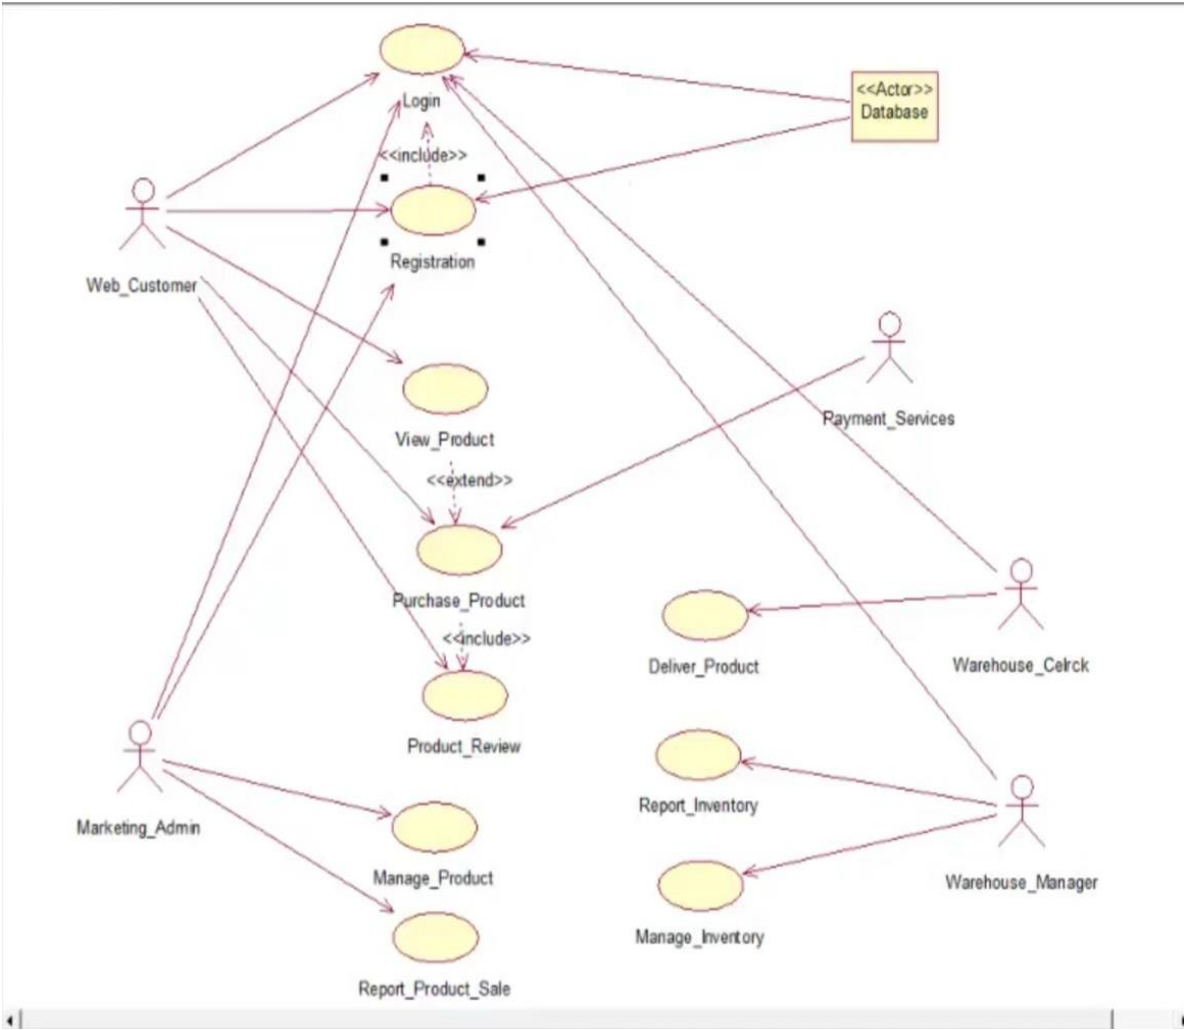 <<Actor>>
Database
Login
<<include>>
Registration
Web_Customer
Payment_Services
View_Product
<<extend>>
Purchase_Product
<<include>>
Deliver_Product
Warehouse_Celrck
Product_Review
Report_Inventory
Marketing_Admin
Manage_Product
Warehouse_Manager
Manage_Inventory
Report_Product_Sale